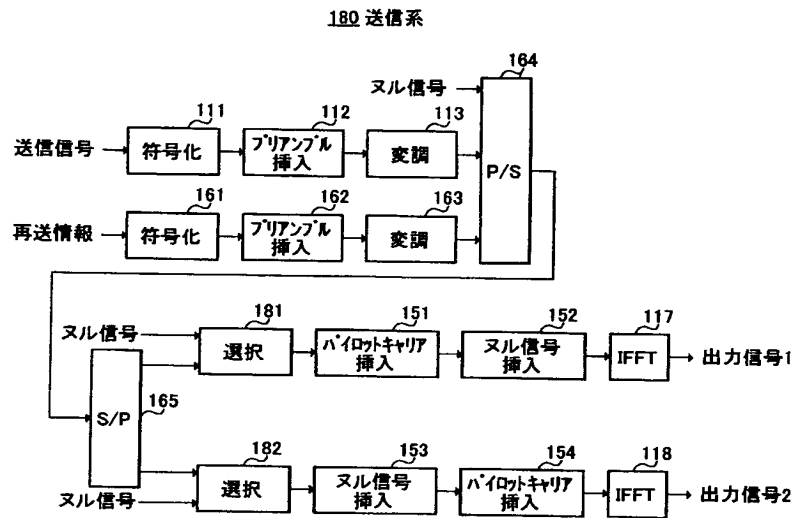 180 送信系
164
ヌル信号
111
112
113
送信信号
符号化
プリアンブル
挿入
変調
P/S
161
162
163
再送情報
符号化
プリアンブル
挿入
変調
181
151
152
117
ヌル信号
選択
パイロットキャリア
挿入
ヌル信号
挿入
IFFT
出力信号1
S/P
165
182
153
154
118
ヌル信号
選択
ヌル信号
挿入
パイロットキャリア
挿入
IFFT
出力信号2